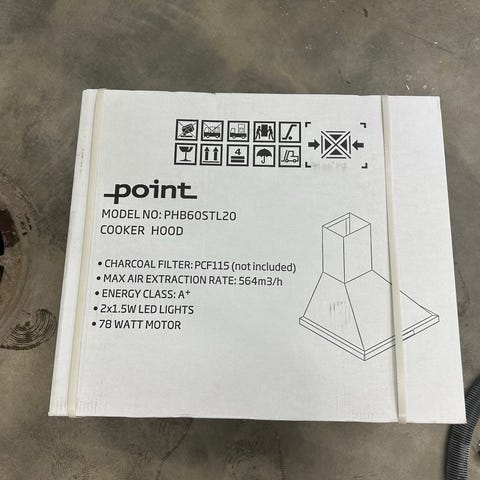 4
point
MODEL NO: PHB60STL20
COOKER HOOD
• CHARCOAL FILTER: PCF115 (not included)
• MAX AIR EXTRACTION RATE: 564m3/h
• ENERGY CLASS: A+
• 2x1.5W LED LIGHTS
• 78 WATT MOTOR